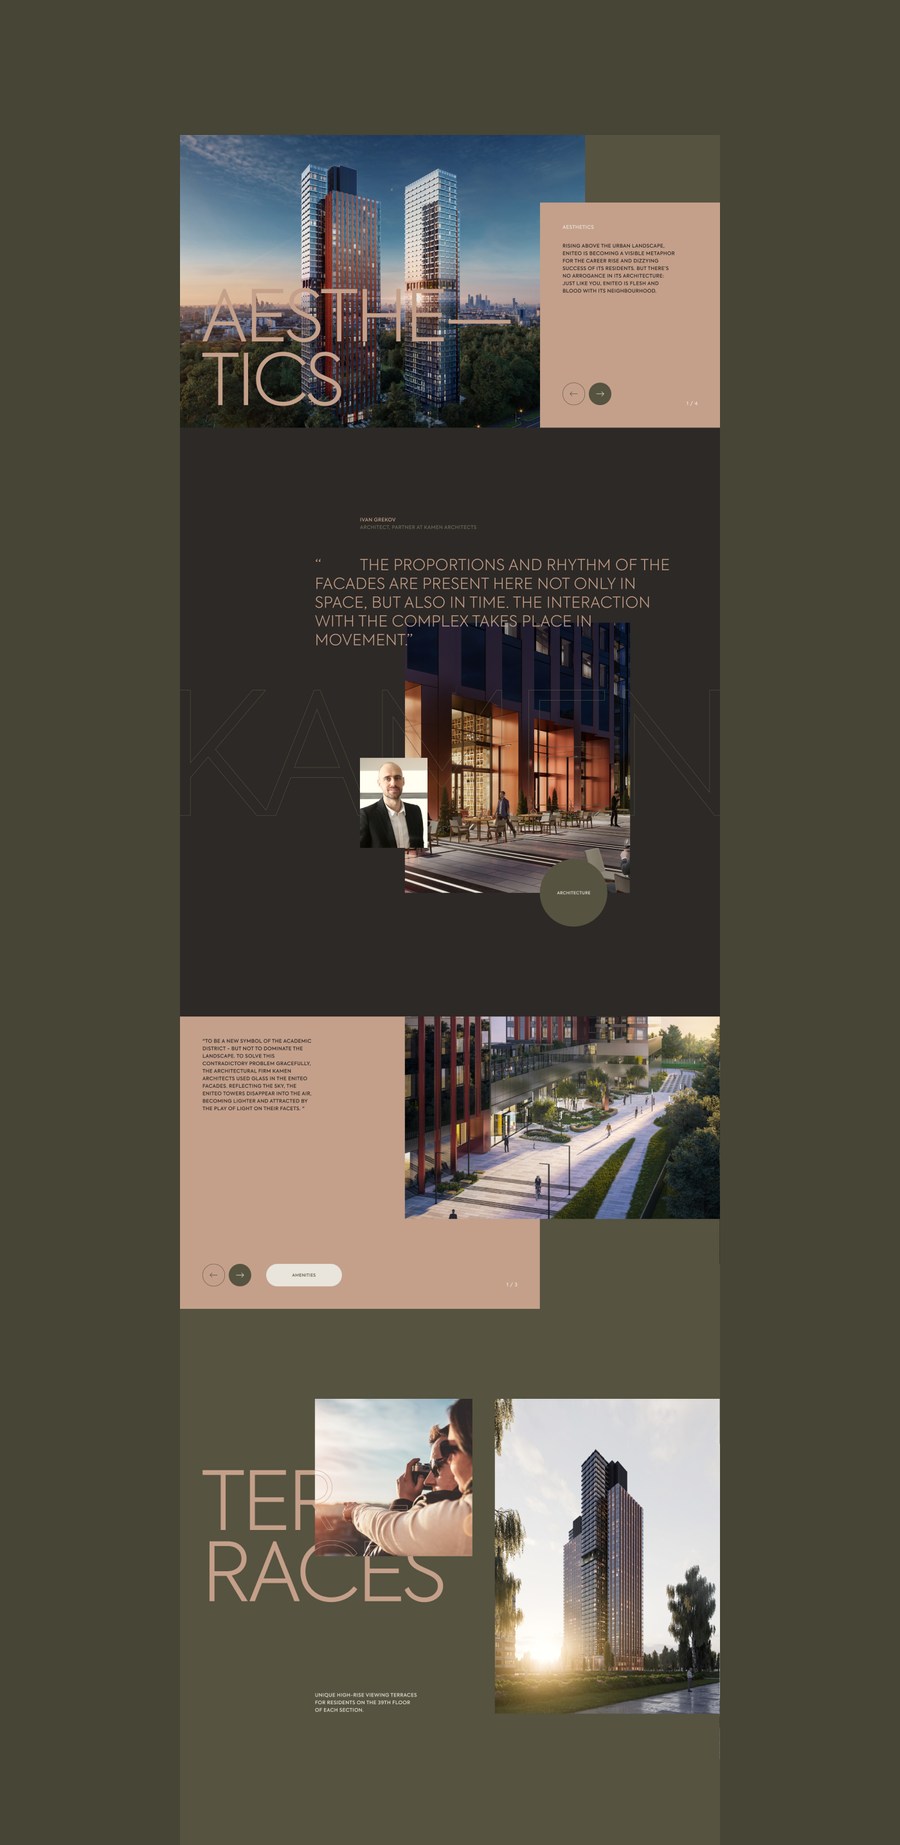 AESTHE—
TICS
AESTHETICS
RISING ABOVE THE URBAN LANDSCAPE,
ENITEO IS BECOMING A VISIBLE METAPHOR
FOR THE CAREER RISE AND DIZZYING
SUCCESS OF ITS RESIDENTS. BUT THERE'S
NO ARROGANCE IN ITS ARCHITECTURE:
JUST LIKE YOU, ENITEO IS FLESH AND
BLOOD WITH ITS NEIGHBOURHOOD.
← →
1 / 4
IVAN GREKOV
ARCHITECT, PARTNER AT KAMEN ARCHITECTS
“ THE PROPORTIONS AND RHYTHM OF THE
FACADES ARE PRESENT HERE NOT ONLY IN
SPACE, BUT ALSO IN TIME. THE INTERACTION
WITH THE COMPLEX TAKES PLACE IN
MOVEMENT.”
KAMEN
ARCHITECTURE
"TO BE A NEW SYMBOL OF THE ACADEMIC
DISTRICT – BUT NOT TO DOMINATE THE
LANDSCAPE. TO SOLVE THIS
CONTRADICTORY PROBLEM GRACEFULLY,
THE ARCHITECTURAL FIRM KAMEN
ARCHITECTS USED GLASS IN THE ENITEO
FACADES. REFLECTING THE SKY, THE
ENITEO TOWERS DISAPPEAR INTO THE AIR,
BECOMING LIGHTER AND ATTRACTED BY
THE PLAY OF LIGHT ON THEIR FACETS. "
← →
AMENITIES
TER
RACES
UNIQUE HIGH-RISE VIEWING TERRACES
FOR RESIDENTS ON THE 39TH FLOOR
OF EACH SECTION.